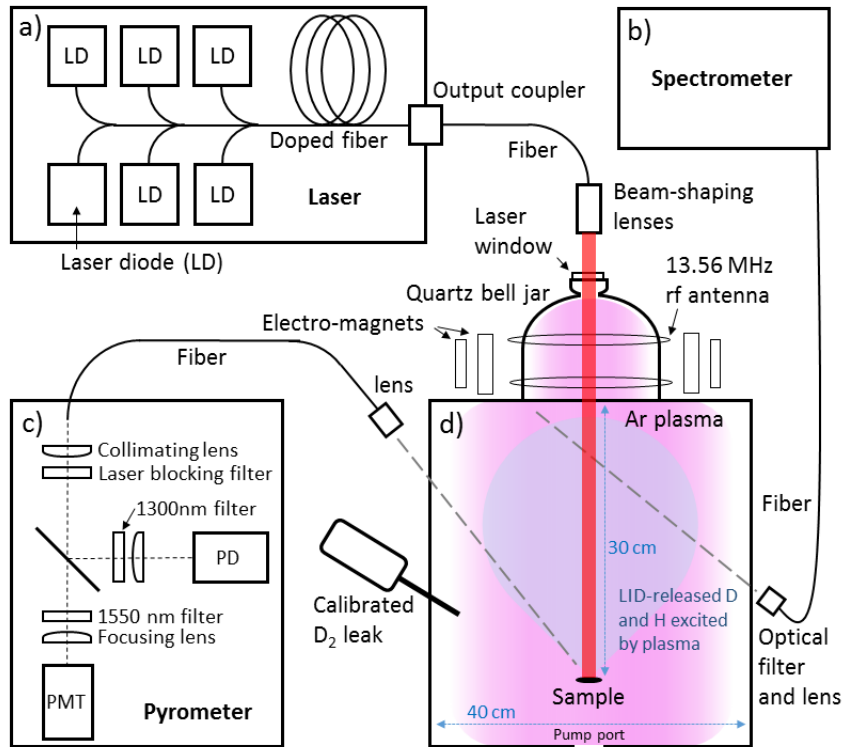 a)
LD
LD
LD
Doped fiber
LD
LD
Laser
Laser diode (LD)
Output coupler
Fiber
b)
Spectrometer
Beam-shaping
lenses
Laser
window
13.56 MHz
rf antenna
Quartz bell jar
Electro-magnets
Fiber
lens
c)
Collimating lens
Laser blocking filter
1300nm filter
PD
1550 nm filter
Focusing lens
PMT
Pyrometer
Calibrated
D₂ leak
d)
Ar plasma
30 cm
LID-released D
and H excited
by plasma
Sample
40 cm
Pump port
Fiber
Optical
filter
and lens